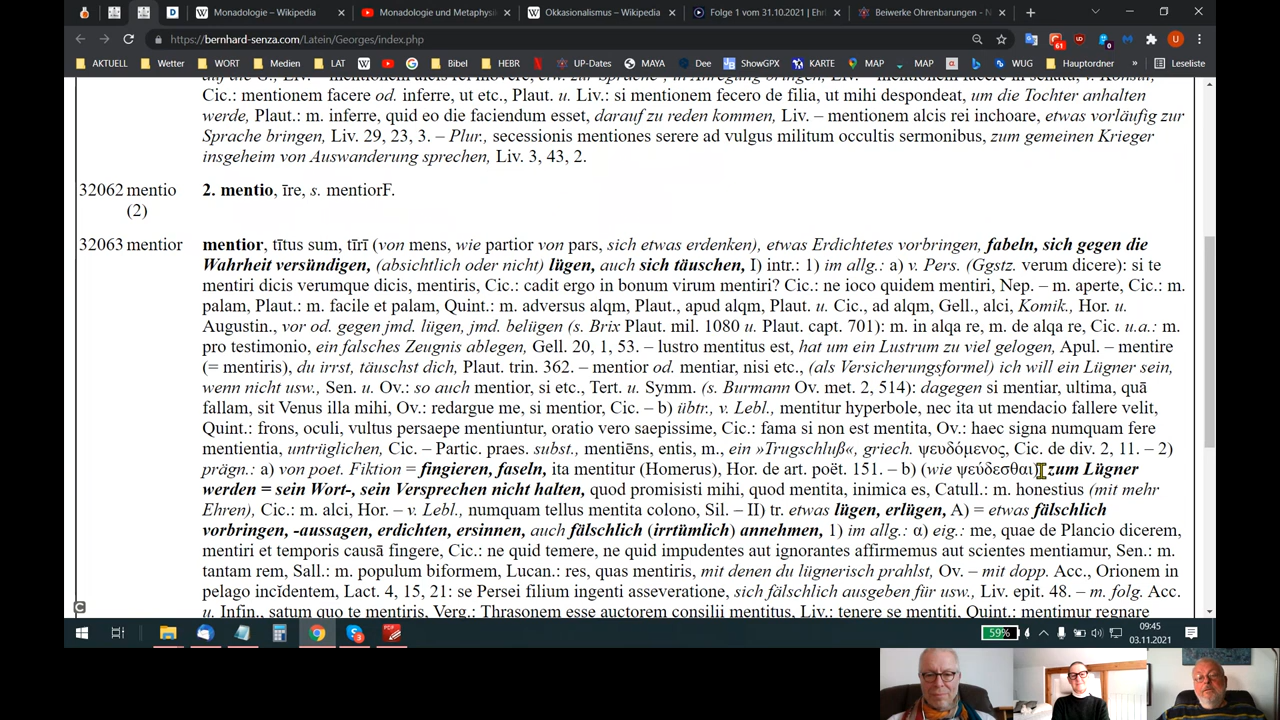 Monadologie – Wikipedia
Monadologie und Metaphysi
Okkasionalismus – Wikipedia
Folge 1 vom 31.10.2021 | Ehr
Beiwerke Ohrenbarungen - N
https://bernhard-senza.com/Latein/Georges/index.php
61
0
U
AKTUELL Wetter WORT Medien LAT Bibel HEBR UP-Dates MAYA Dee ShowGPX KARTE MAP MAP WUG Hauptordner » Leseliste
Cic.: mentionem facere od. inferre, ut etc., Plaut. u. Liv.: si mentionem fecero de filia, ut mihi despondeat, um die Tochter anhalten
werde, Plaut.: m. inferre, quid eo die faciendum esset, darauf zu reden kommen, Liv. – mentionem alcis rei inchoare, etwas vorläufig zur
Sprache bringen, Liv. 29, 23, 3. – Plur., secessionis mentiones serere ad vulgus militum occultis sermonibus, zum gemeinen Krieger
insgeheim von Auswanderung sprechen, Liv. 3, 43, 2.
32062 mentio 2. mentio, īre, s. mentiorF.
(2)
32063 mentior mentior, tītus sum, tīrī (von mens, wie partior von pars, sich etwas erdenken), etwas Erdichtetes vorbringen, fabeln, sich gegen die
Wahrheit versündigen, (absichtlich oder nicht) lügen, auch sich täuschen, I) intr.: 1) im allg.: a) v. Pers. (Ggstz. verum dicere): si te
mentiri dicis verumque dicis, mentiris, Cic.: cadit ergo in bonum virum mentiri? Cic.: ne ioco quidem mentiri, Nep. – m. aperte, Cic.: m.
palam, Plaut.: m. facile et palam, Quint.: m. adversus alqm, Plaut., apud alqm, Plaut. u. Cic., ad alqm, Gell., alci, Komik., Hor. u.
Augustin., vor od. gegen jmd. lügen, jmd. belügen (s. Brix Plaut. mil. 1080 u. Plaut. capt. 701): m. in alqa re, m. de alqa re, Cic. u.a.: m.
pro testimonio, ein falsches Zeugnis ablegen, Gell. 20, 1, 53. – lustro mentitus est, hat um ein Lustrum zu viel gelogen, Apul. – mentire
(= mentiris), du irrst, täuschst dich, Plaut. trin. 362. – mentior od. mentiar, nisi etc., (als Versicherungsformel) ich will ein Lügner sein,
wenn nicht usw., Sen. u. Ov.: so auch mentior, si etc., Tert. u. Symm. (s. Burmann Ov. met. 2, 514): dagegen si mentiar, ultima, quā
fallam, sit Venus illa mihi, Ov.: redargue me, si mentior, Cic. – b) übtr., v. Lebl., mentitur hyperbole, nec ita ut mendacio fallere velit,
Quint.: frons, oculi, vultus persaepe mentiuntur, oratio vero saepissime, Cic.: fama si non est mentita, Ov.: haec signa numquam fere
mentientia, untrüglichen, Cic. – Partic. praes. subst., mentiēns, entis, m., ein »Trugschluß«, griech. ψευδόμενος, Cic. de div. 2, 11. – 2)
prägn.: a) von poet. Fiktion = fingieren, faseln, ita mentitur (Homerus), Hor. de art. poët. 151. – b) (wie ψεύδεσθαι) zum Lügner
werden = sein Wort-, sein Versprechen nicht halten, quod promisisti mihi, quod mentita, inimica es, Catull.: m. honestius (mit mehr
Ehren), Cic.: m. alci, Hor. – v. Lebl., numquam tellus mentita colono, Sil. – II) tr. etwas lügen, erlügen, A) = etwas fälschlich
vorbringen, -aussagen, erdichten, ersinnen, auch fälschlich (irrtümlich) annehmen, 1) im allg.: α) eig.: me, quae de Plancio dicerem,
mentiri et temporis causā fingere, Cic.: ne quid temere, ne quid impudentes aut ignorantes affirmemus aut scientes mentiamur, Sen.: m.
tantam rem, Sall.: m. populum biformem, Lucan.: res, quas mentiris, mit denen du lügnerisch prahlst, Ov. – mit dopp. Acc., Orionem in
pelago incīdentem, Lact. 4, 15, 21: se Persei filium ingenti asseveratione, sich fälschlich ausgeben für usw., Liv. epit. 48. – m. folg. Acc.
u. Infin., satum quo te mentiris, Verg.: Thrisonem esse auctorem consilii mentitus, Liv.: tenere se mentiti, Quint.: mentimur regnare
59%
09:45
03.11.2021